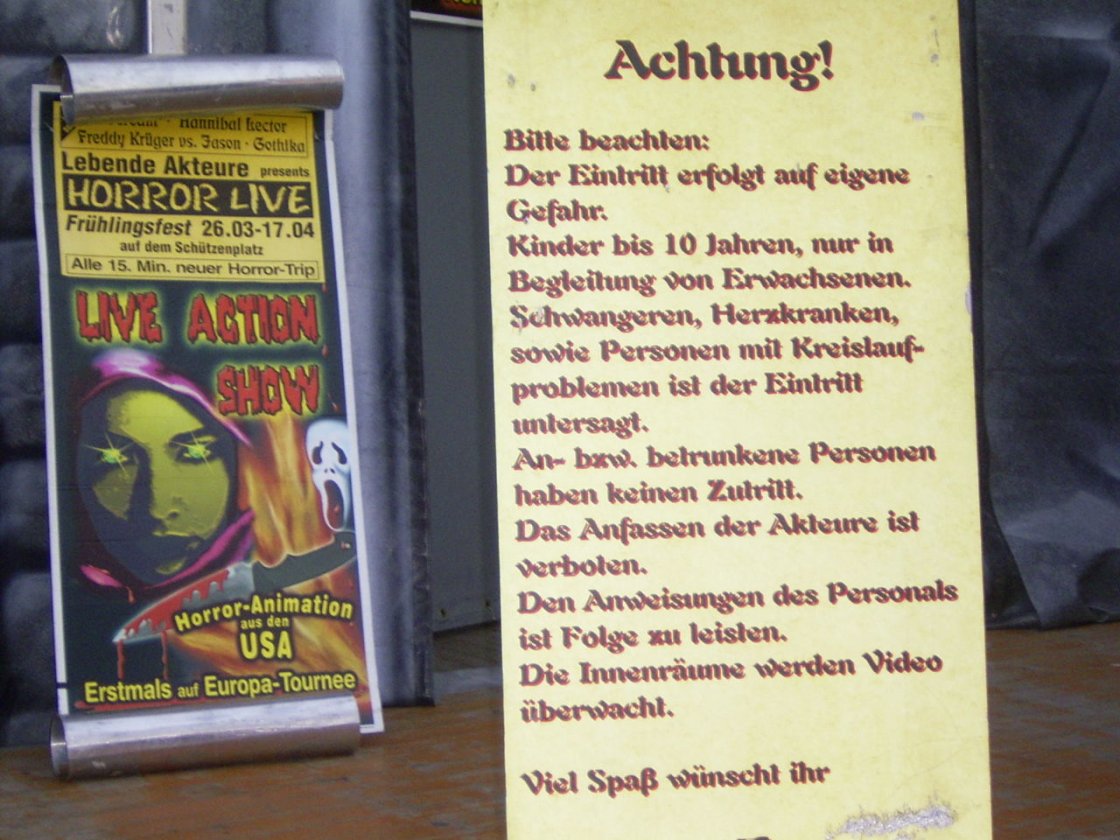 Hannibal Lector
Freddy Krüger vs. Jason · Gothika
Lebende Akteure presents
HORROR LIVE
Frühlingsfest 26.03-17.04
auf dem Schützenplatz
Alle 15. Min. neuer Horror-Trip
LIVE ACTION
SHOW
Horror-Animation
aus den
USA
Erstmals auf Europa-Tournee
Achtung!
Bitte beachten:
Der Eintritt erfolgt auf eigene
Gefahr.
Kinder bis 10 Jahren, nur in
Begleitung von Erwachsenen.
Schwangeren, Herzkranken,
sowie Personen mit Kreislauf-
problemen ist der Eintritt
untersagt.
An- bzw. betrunkene Personen
haben keinen Zutritt.
Das Anfassen der Akteure ist
verboten.
Den Anweisungen des Personals
ist Folge zu leisten.
Die Innenräume werden Video
überwacht.
Viel Spaß wünscht ihr